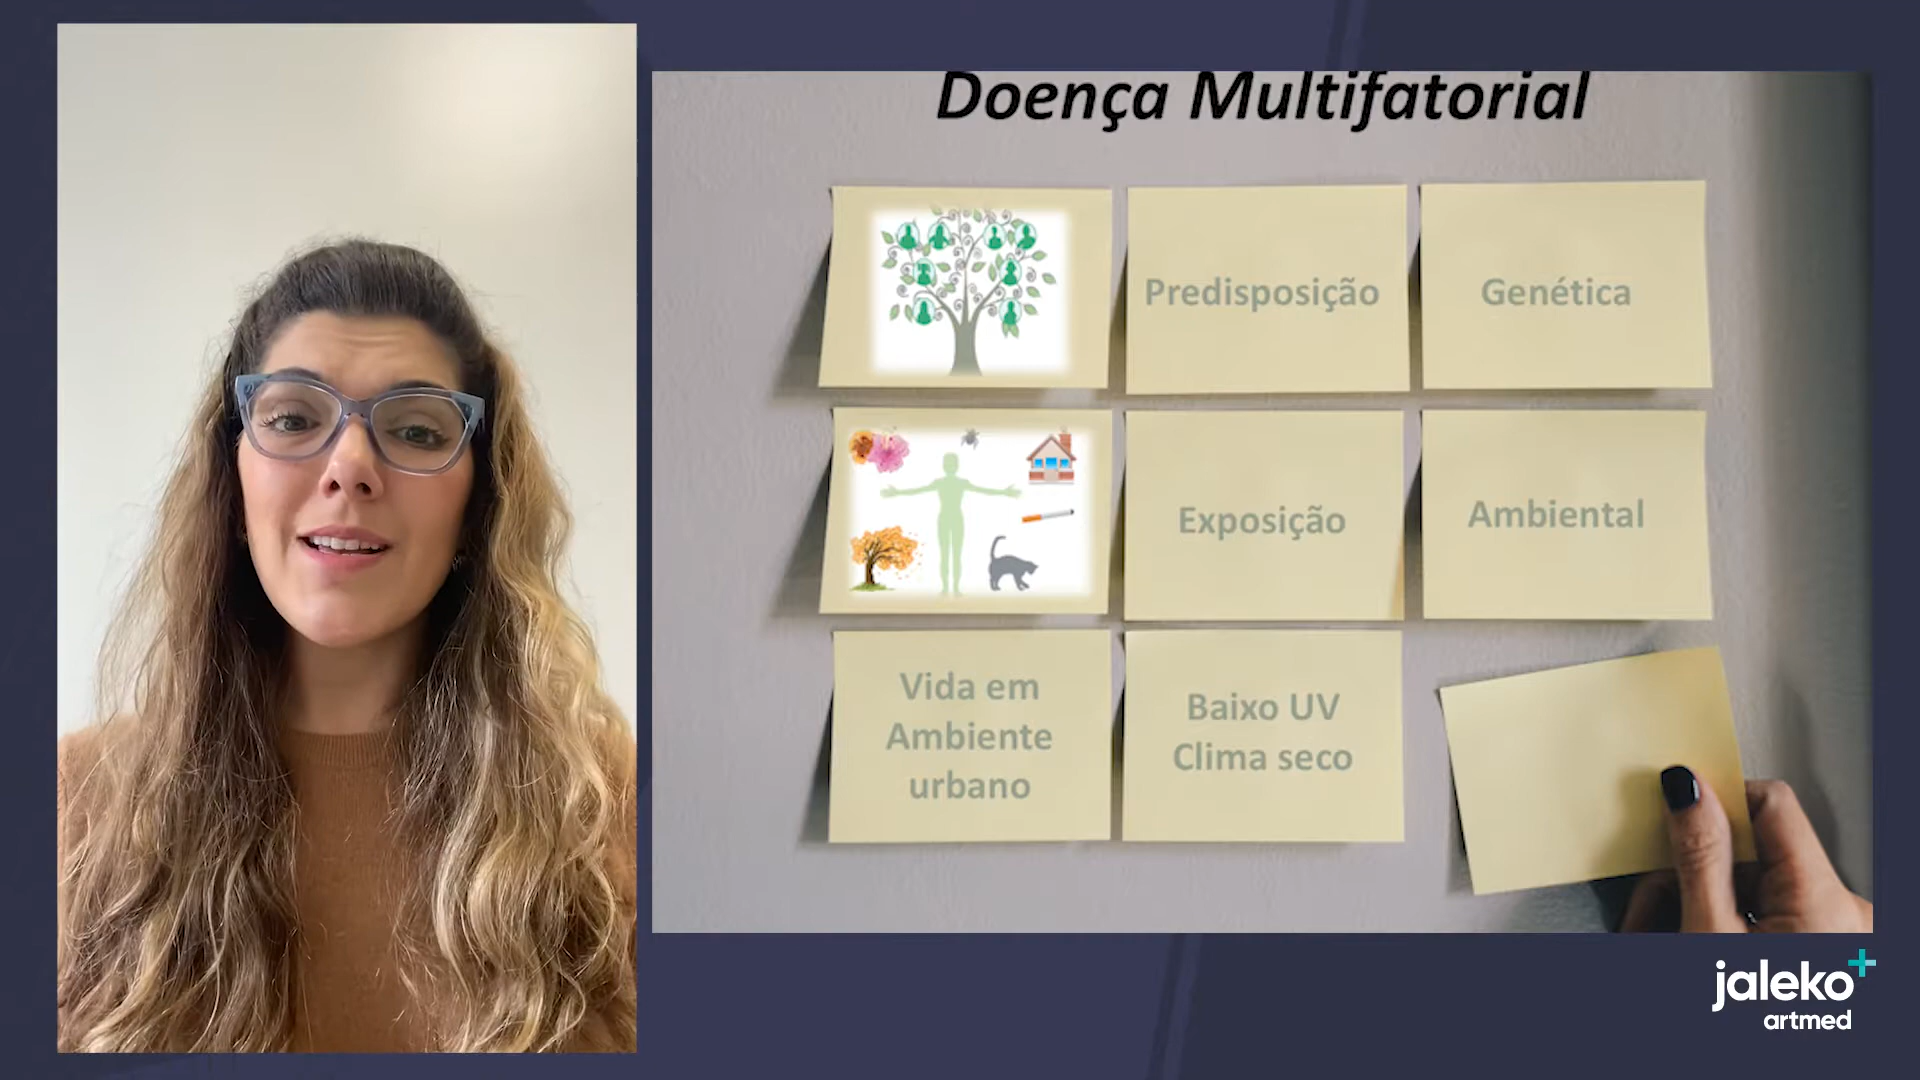 Doença Multifatorial
Predisposição
Genética
Exposição
Ambiental
Vida em
Ambiente
urbano
Baixo UV
Clima seco
jaleko+
artmed